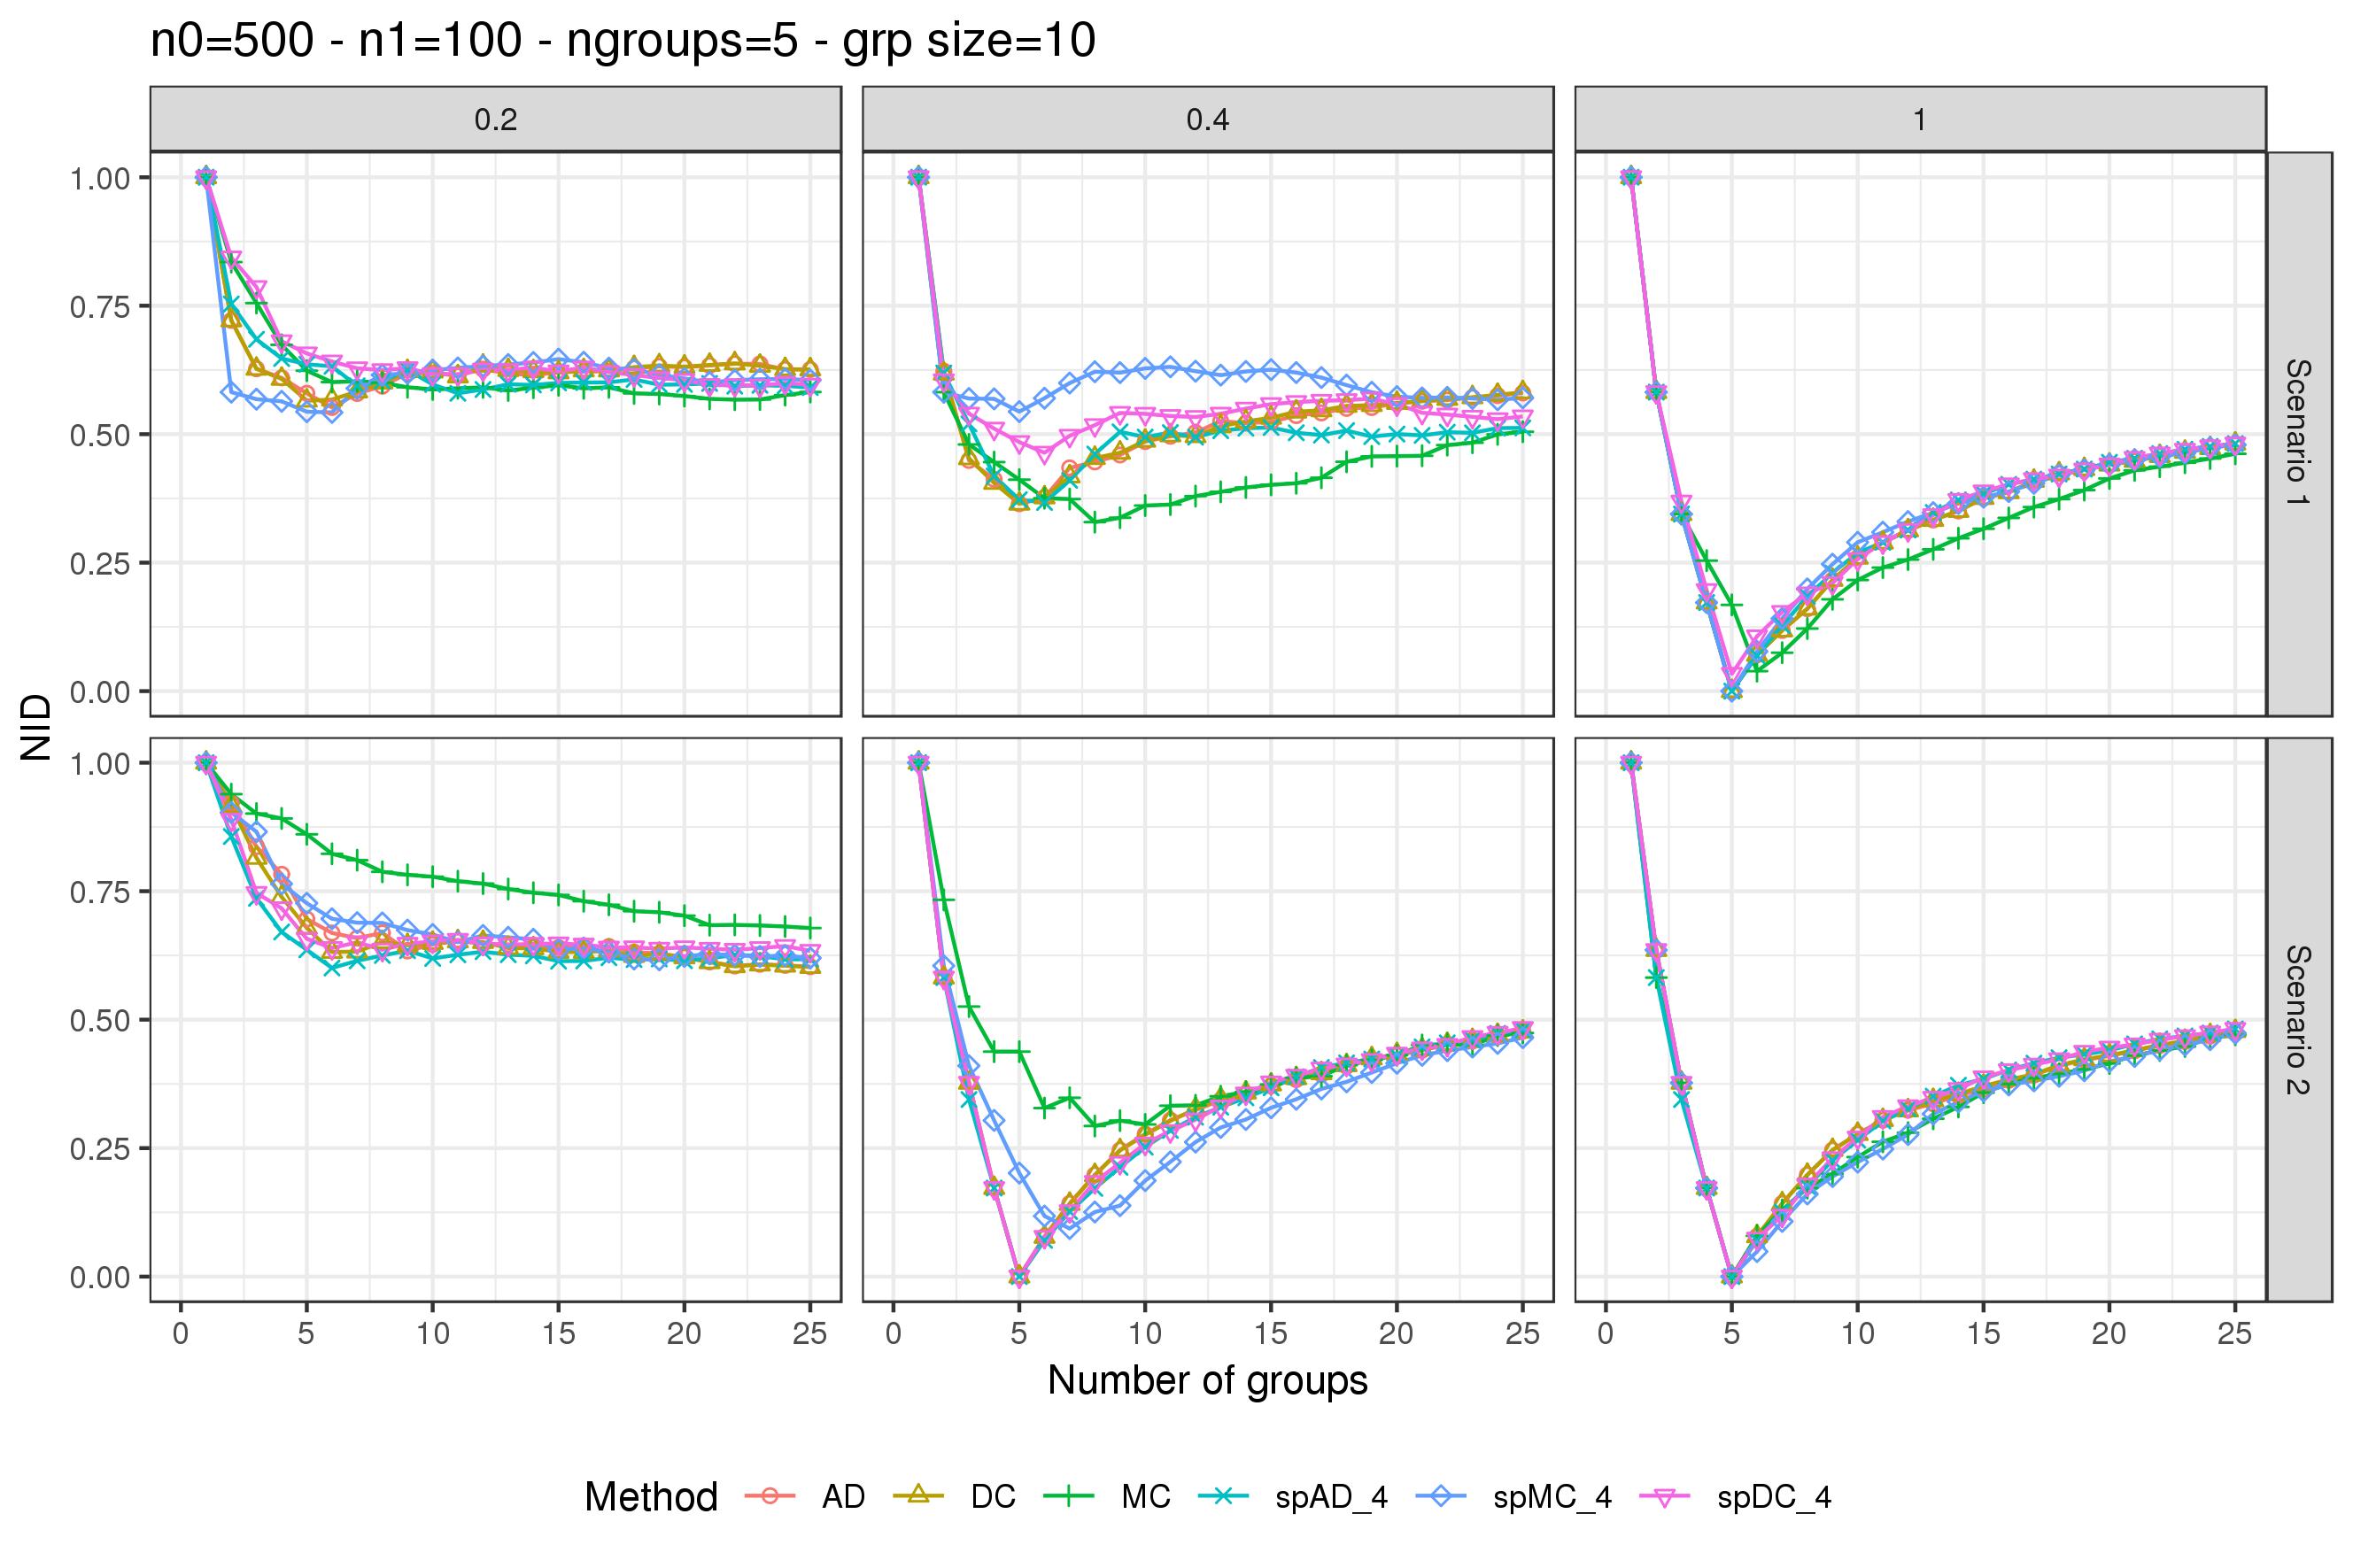 n0=500 - n1=100 - ngroups=5 - grp size=10
0.2
0.4
1
1.00
0.75
0.50
0.25
0.00
Scenario 1
NID
1.00
0.75
0.50
0.25
0.00
Scenario 2
0 5 10 15 20 25
0 5 10 15 20 25
0 5 10 15 20 25
Number of groups
Method AD DC MC spAD_4 spMC_4 spDC_4